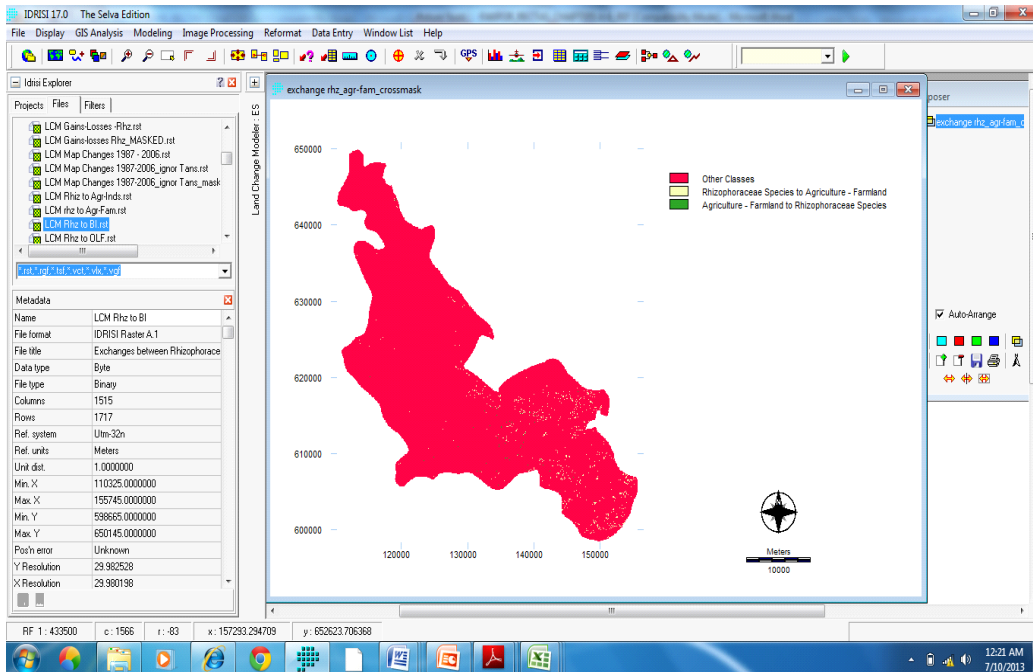 IDRISI 17.0 The Selva Edition
File Display GIS Analysis Modeling Image Processing Reformat Data Entry Window List Help
GPS
Idrisi Explorer
Projects Files Filters
LCM Gains-Losses -Rhz.rst
LCM Gains-losses Rhz_MASKED.rst
LCM Map Changes 1987 - 2006.rst
LCM Map Changes 1987-2006_ignor Tans.rst
LCM Map Changes 1987-2006_ignor Tans_mask
LCM Rhiz to Agr-Inds.rst
LCM rhz to Agr-Fam.rst
LCM Rhz to BI.rst
LCM Rhz to OLF.rst
*.rst,*.rgf,*.tsf,*.vct,*.vlx,*.vgf
Metadata
Name LCM Rhz to BI
File format IDRISI Raster A.1
File title Exchanges between Rhizophorace
Data type Byte
File type Binary
Columns 1515
Rows 1717
Ref. system Utm-32n
Ref. units Meters
Unit dist. 1.0000000
Min. X 110325.0000000
Max. X 155745.0000000
Min. Y 598665.0000000
Max. Y 650145.0000000
Pos'n error Unknown
Y Resolution 29.982528
X Resolution 29.980198
Land Change Modeler : ES
exchange rhz_agr-fam_crossmask
650000
640000
630000
620000
610000
600000
120000 130000 140000 150000
Other Classes
Rhizophoraceae Species to Agriculture - Farmland
Agriculture - Farmland to Rhizophoraceae Species
Meters
10000
poser
exchange rhz_agr-fam_c
Auto-Arrange
RF 1 : 433500 c : 1566 r : -83 x : 157293.294709 y : 652623.706368
12:21 AM
7/10/2013